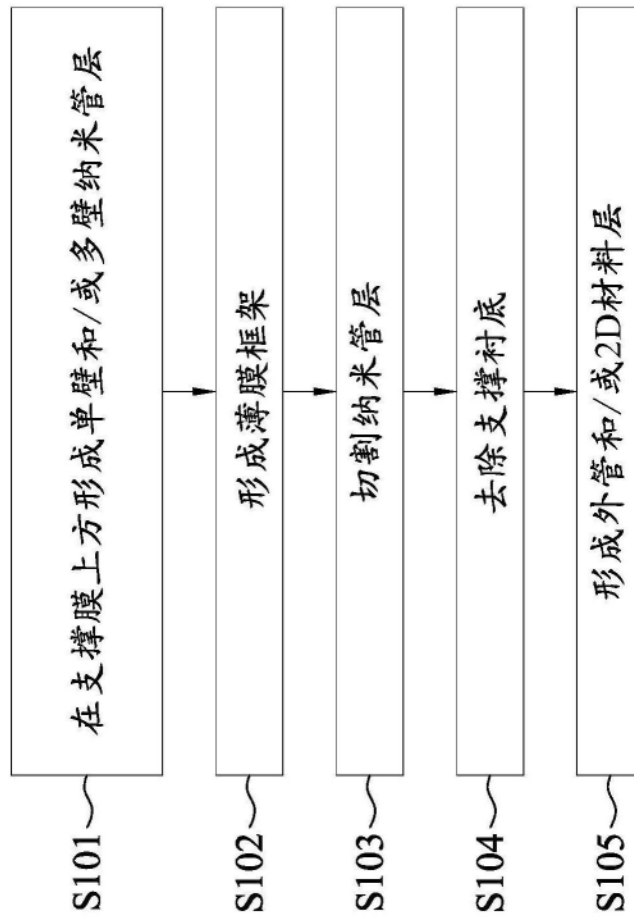 S101
在支撑膜上方形成单壁和/或多壁纳米管层
S102
形成薄膜框架
S103
切割纳米管层
S104
去除支撑衬底
S105
形成外管和/或2D材料层